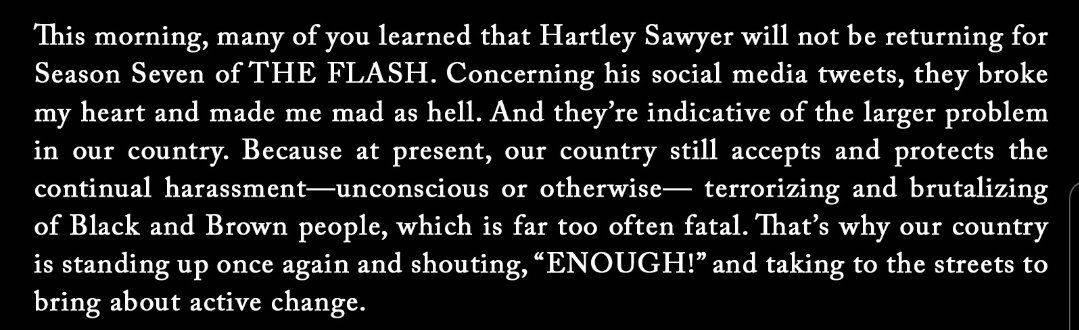 This morning, many of you learned that Hartley Sawyer will not be returning for
Season Seven of THE FLASH. Concerning his social media tweets, they broke
my heart and made me mad as hell. And they’re indicative of the larger problem
in our country. Because at present, our country still accepts and protects the
continual harassment—unconscious or otherwise— terrorizing and brutalizing
of Black and Brown people, which is far too often fatal. That’s why our country
is standing up once again and shouting, “ENOUGH!” and taking to the streets to
bring about active change.